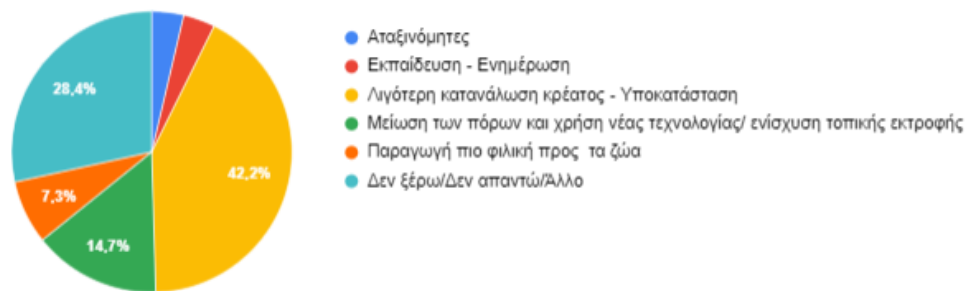 Αταξινόμητες
Εκπαίδευση - Ενημέρωση
Λιγότερη κατανάλωση κρέατος - Υποκατάσταση
Μείωση των πόρων και χρήση νέας τεχνολογίας/ ενίσχυση τοπικής εκτροφής
Παραγωγή πιο φιλική προς τα ζώα
Δεν ξέρω/Δεν απαντώ/Άλλο
28,4%
42,2%
7,3%
14,7%